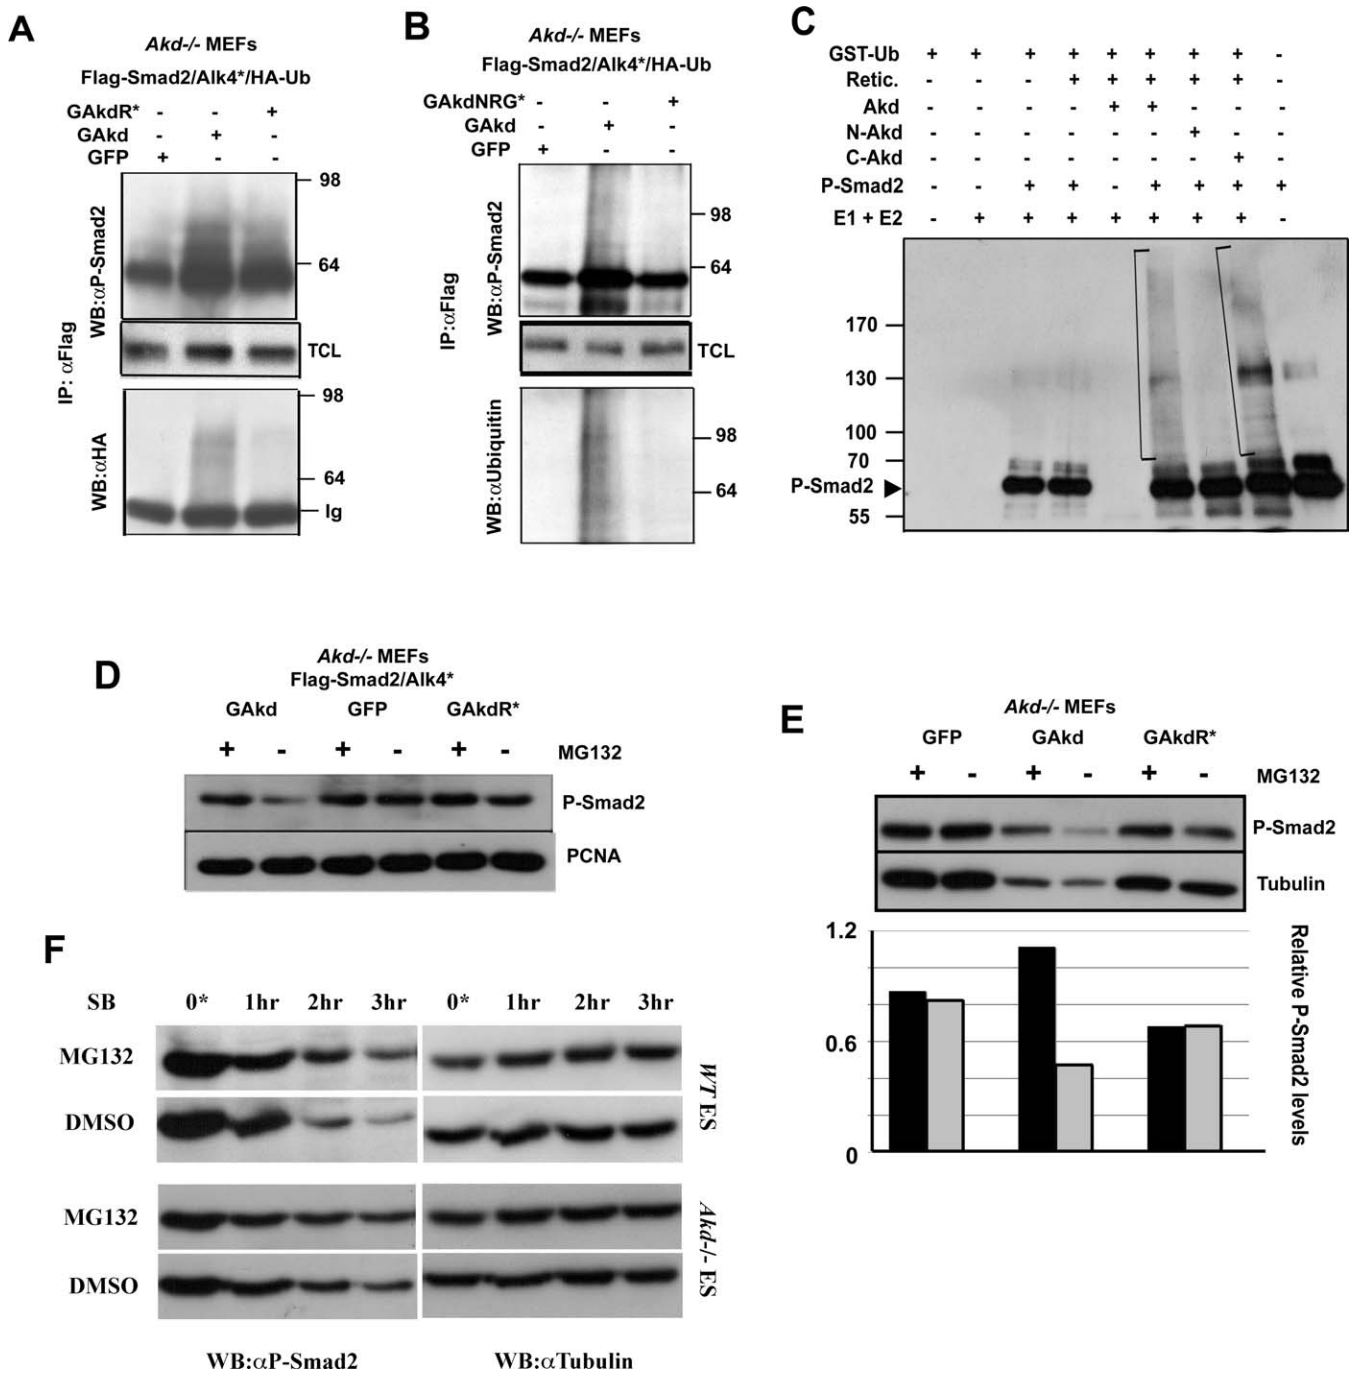 A
Akd-/- MEFs
Flag-Smad2/Alk4*/HA-Ub
GAkdR* - - +
GAkd - + -
GFP + - -
IP: αFlag
WB:αP-Smad2
98
64
TCL
WB:αHA
98
64
Ig
B
Akd-/- MEFs
Flag-Smad2/Alk4*/HA-Ub
GAkdNRG* - - +
GAkd - + -
GFP + - -
IP:αFlag
WB:αP-Smad2
98
64
TCL
WB:αUbiquitin
98
64
C
GST-Ub + + + + + + + + -
Retic. - - - + + + + + -
Akd - - - - + + - - -
N-Akd - - - - - - + - -
C-Akd - - - - - - - + -
P-Smad2 - - + + - + + + +
E1 + E2 - + + + + + + + -
170
130
100
70
P-Smad2
55
D
Akd-/- MEFs
Flag-Smad2/Alk4*
GAkd GFP GAkdR*
+ - + - + - MG132
P-Smad2
PCNA
E
Akd-/- MEFs
GFP GAkd GAkdR*
+ - + - + - MG132
P-Smad2
Tubulin
1.2
0.6
0
Relative P-Smad2 levels
F
SB 0* 1hr 2hr 3hr 0* 1hr 2hr 3hr
MG132
DMSO
WT ES
MG132
DMSO
Akd-/- ES
WB:αP-Smad2 WB:αTubulin